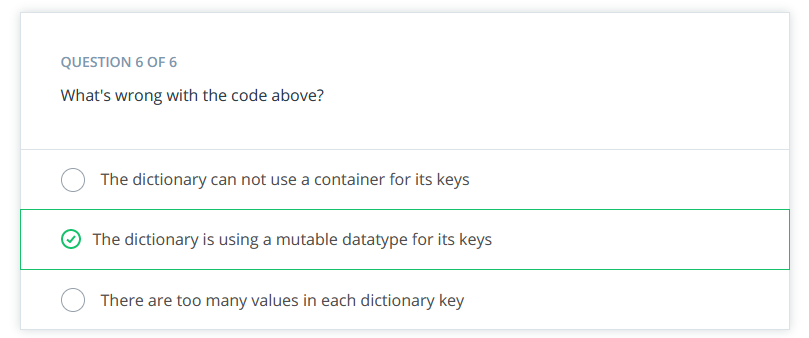 QUESTION 6 OF 6
What's wrong with the code above?
The dictionary can not use a container for its keys
The dictionary is using a mutable datatype for its keys
There are too many values in each dictionary key